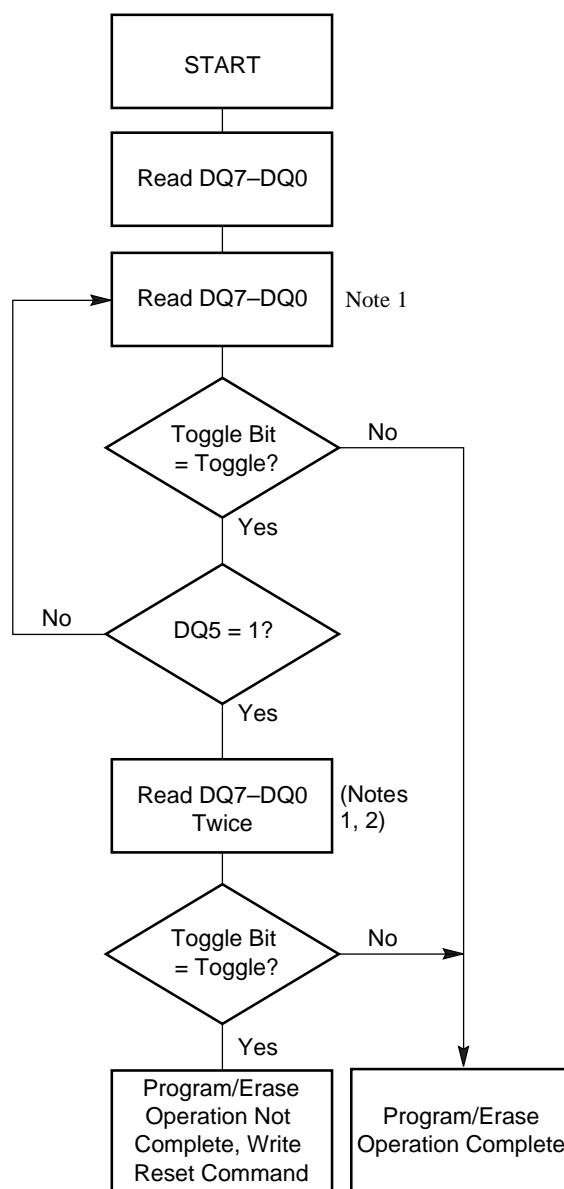 START
Read DQ7–DQ0
Read DQ7–DQ0
Note 1
Toggle Bit
= Toggle?
No
Yes
No
DQ5 = 1?
Yes
Read DQ7–DQ0
Twice
(Notes
1, 2)
Toggle Bit
= Toggle?
No
Yes
Program/Erase
Operation Not
Complete, Write
Reset Command
Program/Erase
Operation Complete